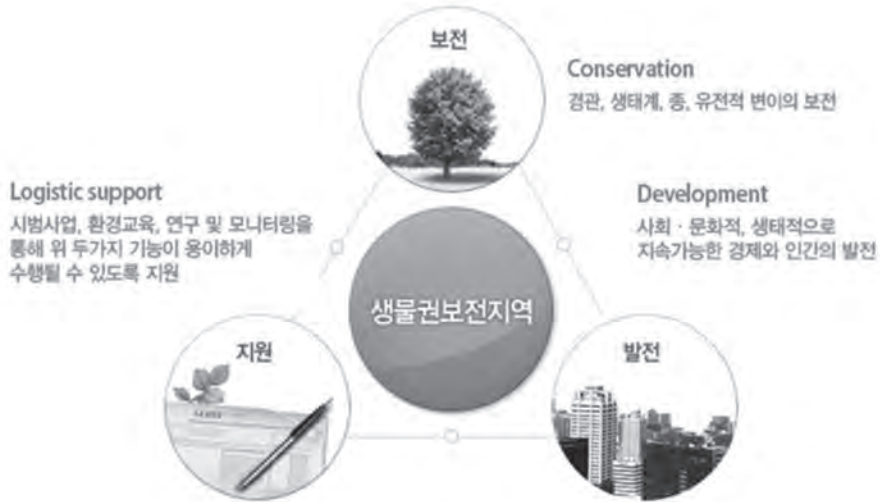 보전
Conservation
경관, 생태계, 종, 유전적 변이의 보전
Logistic support
시범사업, 환경교육, 연구 및 모니터링을
통해 위 두가지 기능이 용이하게
수행될 수 있도록 지원
Development
사회 · 문화적, 생태적으로
지속가능한 경제와 인간의 발전
생물권보전지역
지원
발전